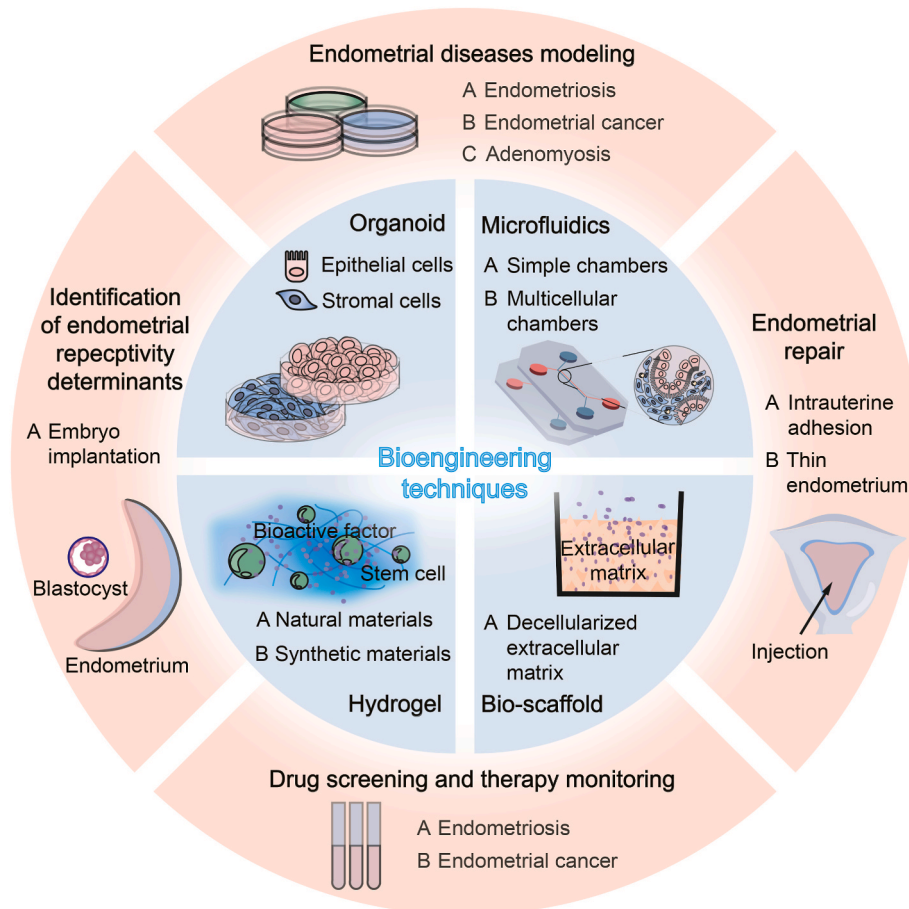 Endometrial diseases modeling
A Endometriosis
B Endometrial cancer
C Adenomyosis
Organoid
Epithelial cells
Stromal cells
Microfluidics
A Simple chambers
B Multicellular
chambers
Identification
of endometrial
repecptivity
determinants
A Embryo
implantation
Blastocyst
Endometrium
Endometrial
repair
A Intrauterine
adhesion
B Thin
endometrium
Injection
Bioengineering
techniques
Bioactive factor
Stem cell
A Natural materials
B Synthetic materials
Hydrogel
Extracellular
matrix
A Decellularized
extracellular
matrix
Bio-scaffold
Drug screening and therapy monitoring
A Endometriosis
B Endometrial cancer